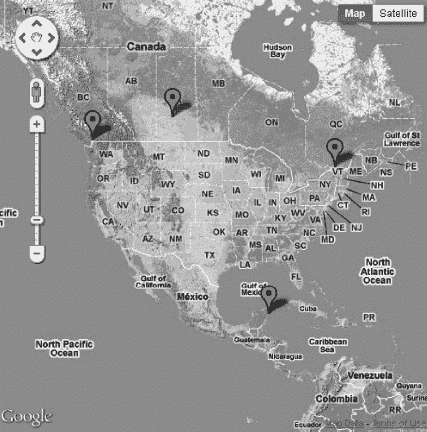 YT
NT
Map
Satellite
Canada
Hudson
Bay
AB
MB
BC
NL
ON
QC
Gulf of St
Lawrence
WA
MT
ND
MN
VT
ME
NB
PE
NS
OR
ID
SD
WI
MI
NY
NH
WY
IA
MA
NE
IL
IN
OH
PA
CT
RI
NV
UT
CO
KS
MO
WV
NJ
KY
VA
DE
CA
OK
AR
TN
NC
MD
AZ
NM
MS
AL
SC
GA
TX
LA
FL
cific
ean
Gulf of
California
Gulf of
Mexico
North
Atlantic
Ocean
México
Cuba
PR
North Pacific
Ocean
Guatemala
Caribbean
Sea
Nicaragua
Venezuela
Guyana
Colombia
Surina
RR
Ecuador
Google
Map Data - Terms of Use